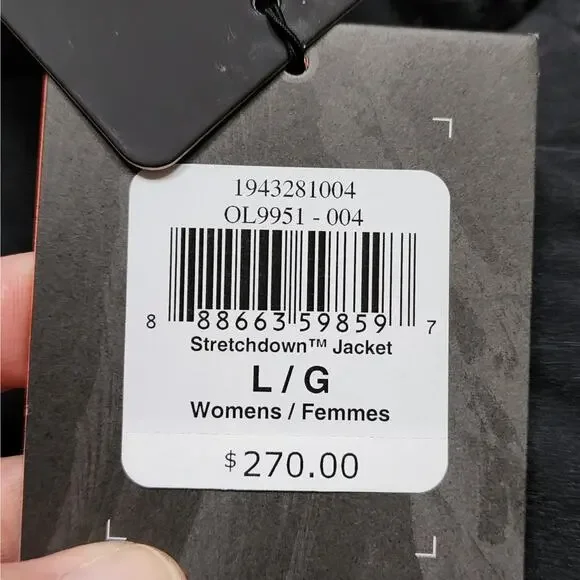 1943281004
OL9951 - 004
8 88663 59859 7
Stretchdown™ Jacket
L / G
Womens / Femmes
$270.00